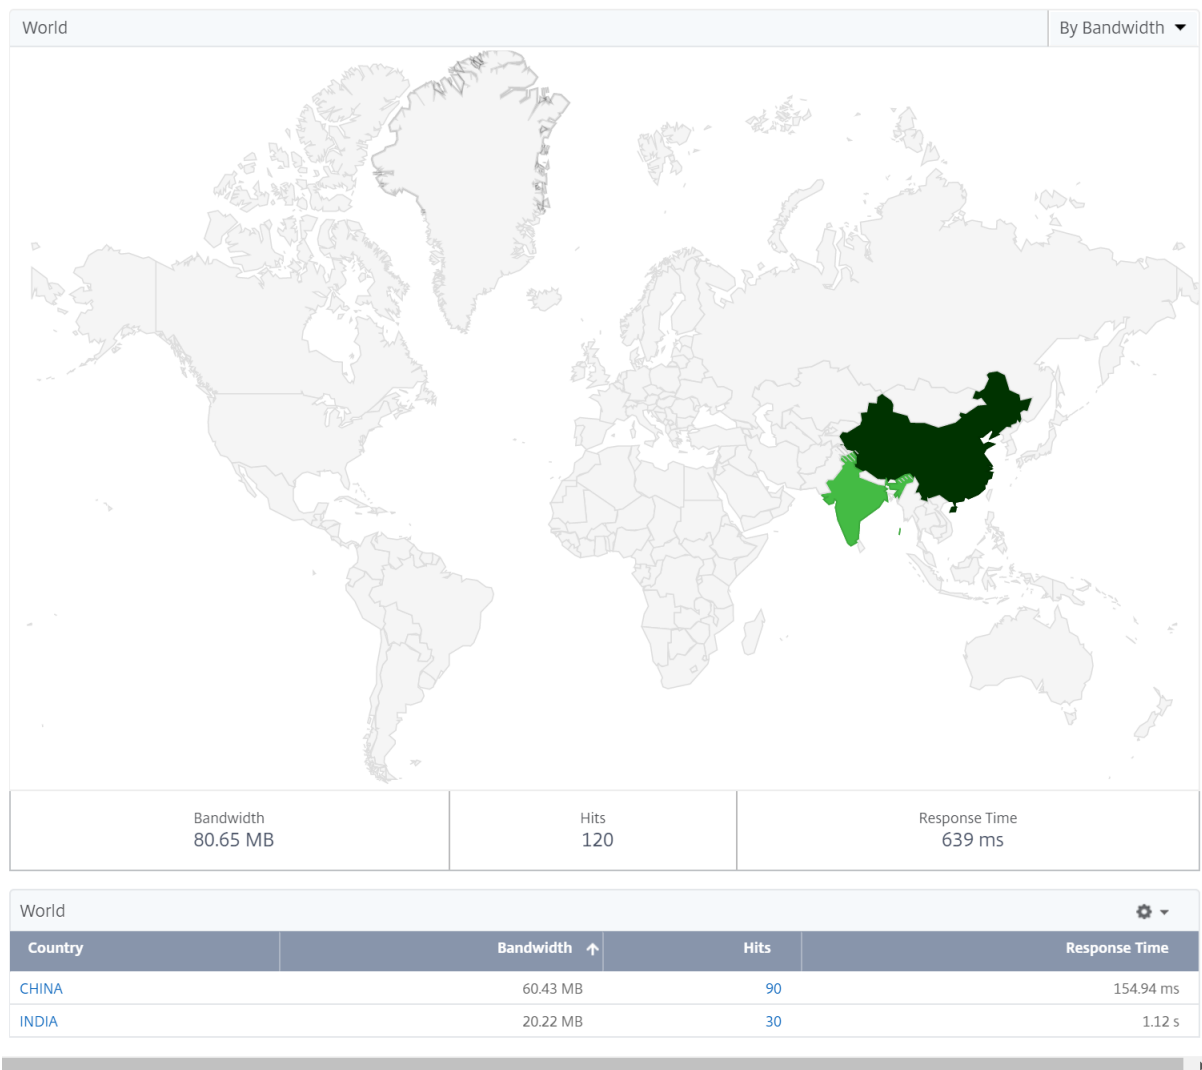 World By Bandwidth
Bandwidth Hits Response Time
80.65 MB 120 639 ms
World
Country Bandwidth Hits Response Time
CHINA 60.43 MB 90 154.94 ms
INDIA 20.22 MB 30 1.12 s